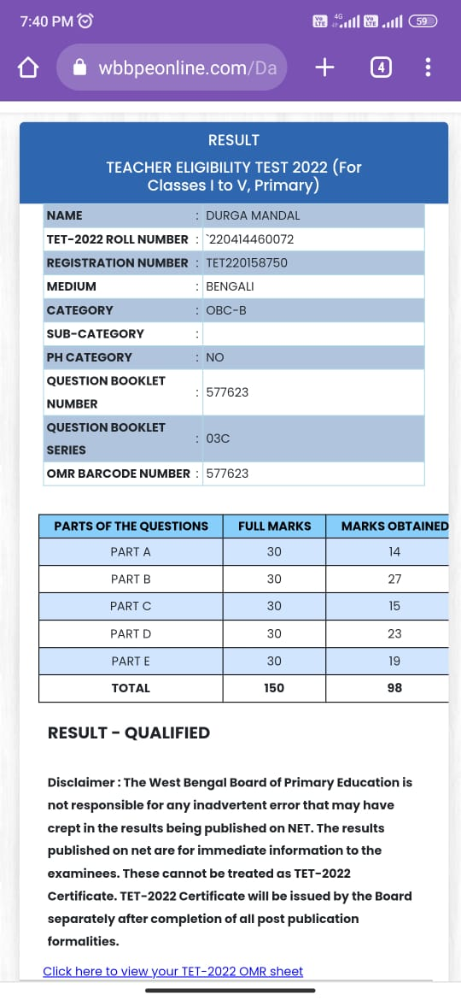 7:40 PM
Vo LTE 4G Vo LTE 59
wbbpeonline.com/Da
4
RESULT
TEACHER ELIGIBILITY TEST 2022 (For
Classes I to V, Primary)
NAME : DURGA MANDAL
TET-2022 ROLL NUMBER : `220414460072
REGISTRATION NUMBER : TET220158750
MEDIUM : BENGALI
CATEGORY : OBC-B
SUB-CATEGORY :
PH CATEGORY : NO
QUESTION BOOKLET
NUMBER : 577623
QUESTION BOOKLET
SERIES : 03C
OMR BARCODE NUMBER : 577623
PARTS OF THE QUESTIONS FULL MARKS MARKS OBTAINED
PART A 30 14
PART B 30 27
PART C 30 15
PART D 30 23
PART E 30 19
TOTAL 150 98
RESULT - QUALIFIED
Disclaimer : The West Bengal Board of Primary Education is
not responsible for any inadvertent error that may have
crept in the results being published on NET. The results
published on net are for immediate information to the
examinees. These cannot be treated as TET-2022
Certificate. TET-2022 Certificate will be issued by the Board
separately after completion of all post publication
formalities.
Click here to view your TET-2022 OMR sheet